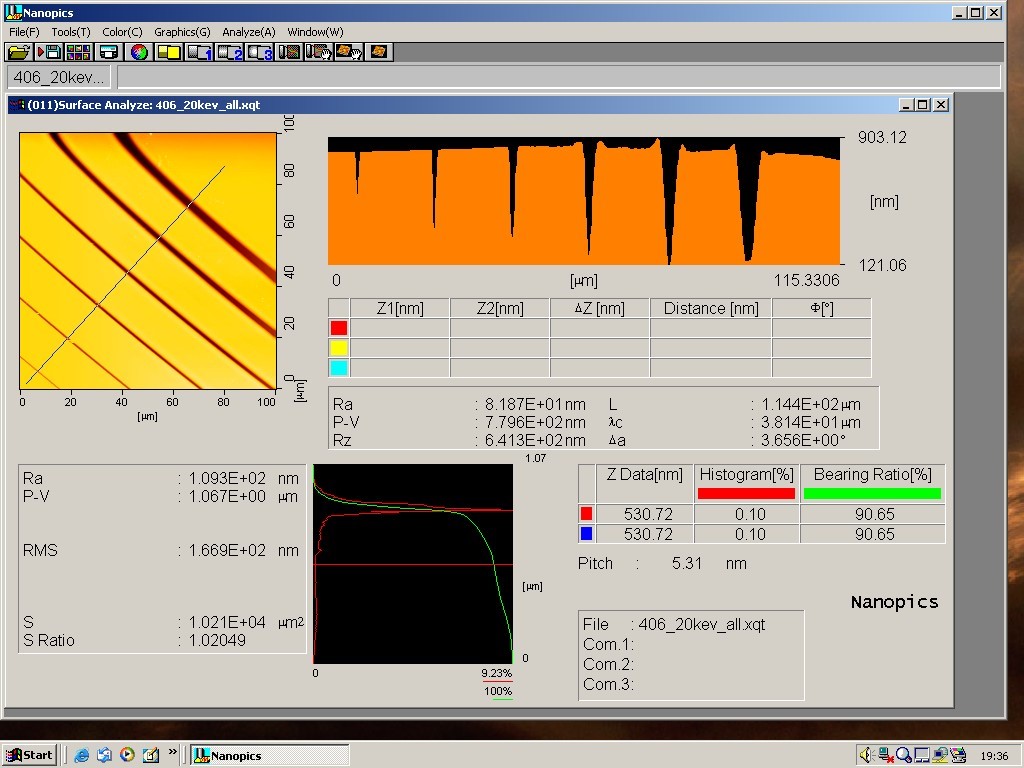 Nanopics
File(F) Tools(T) Color(C) Graphics(G) Analyze(A) Window(W)
1 2 3
406_20kev...
(011)Surface Analyze: 406_20kev_all.xqt
100
80
60
40
20
0
[μm]
0 20 40 60 80 100
[μm]
903.12
[nm]
121.06
0 [μm] 115.3306
Z1[nm] Z2[nm] ΔZ [nm] Distance [nm] Φ[°]
Ra : 8.187E+01 nm L : 1.144E+02 μm
P-V : 7.796E+02 nm λc : 3.814E+01 μm
Rz : 6.413E+02 nm Δa : 3.656E+00°
Ra : 1.093E+02 nm
P-V : 1.067E+00 μm
RMS : 1.669E+02 nm
S : 1.021E+04 μm2
S Ratio : 1.02049
1.07
[μm]
0
0 9.23%
100%
Z Data[nm] Histogram[%] Bearing Ratio[%]
530.72 0.10 90.65
530.72 0.10 90.65
Pitch : 5.31 nm
Nanopics
File : 406_20kev_all.xqt
Com.1:
Com.2:
Com.3:
Start » Nanopics 19:36